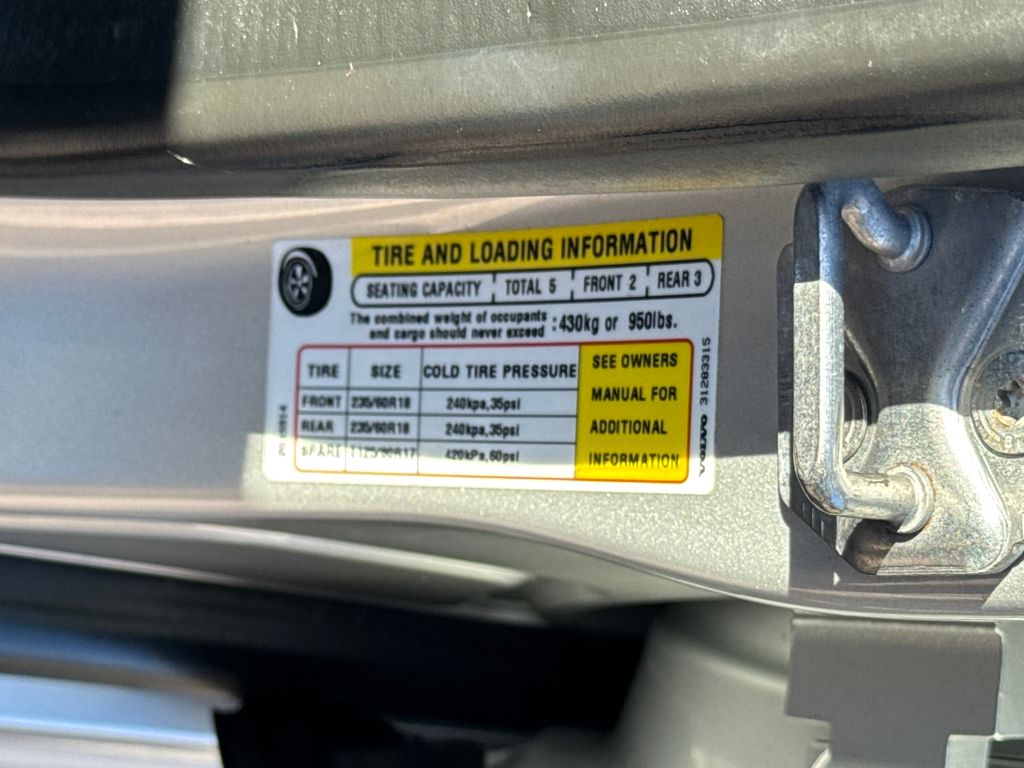 TIRE AND LOADING INFORMATION
SEATING CAPACITY TOTAL 5 FRONT 2 REAR 3
The combined weight of occupants
and cargo should never exceed :430kg or 950lbs.
TIRE SIZE COLD TIRE PRESSURE
FRONT 235/60R18 240kpa,35psi
REAR 235/60R18 240kpa,35psi
SPARE 420kPa,60psi
SEE OWNERS
MANUAL FOR
ADDITIONAL
INFORMATION
VOLVO 31283315